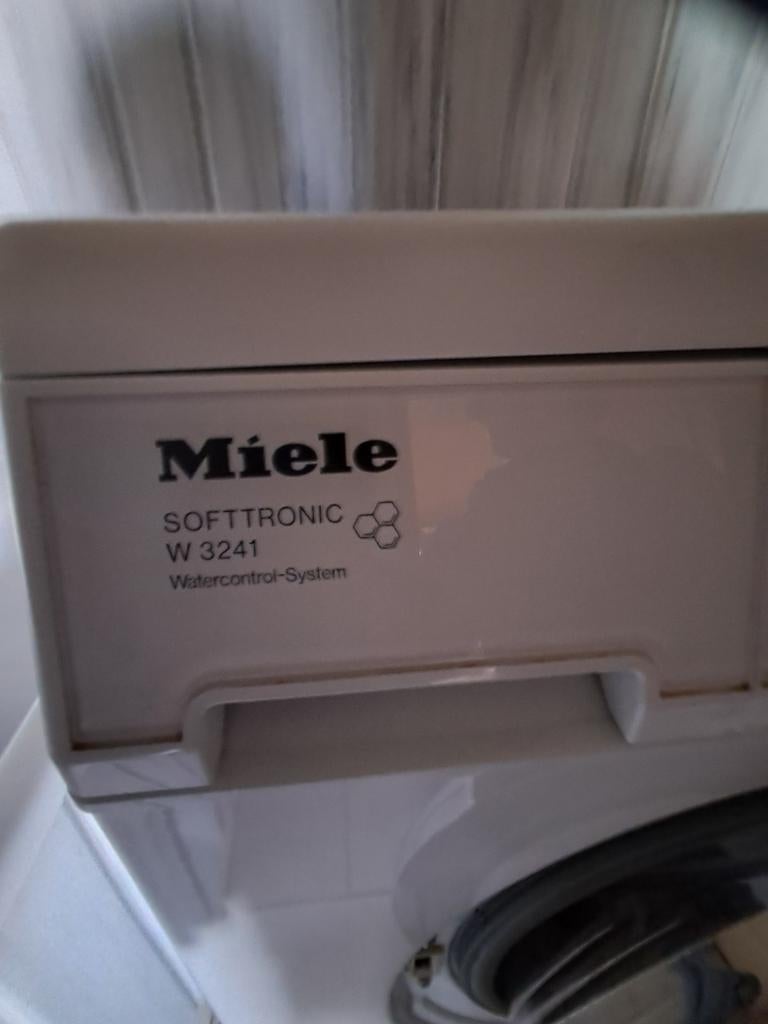 Miele
SOFTTRONIC
W 3241
Watercontrol-System